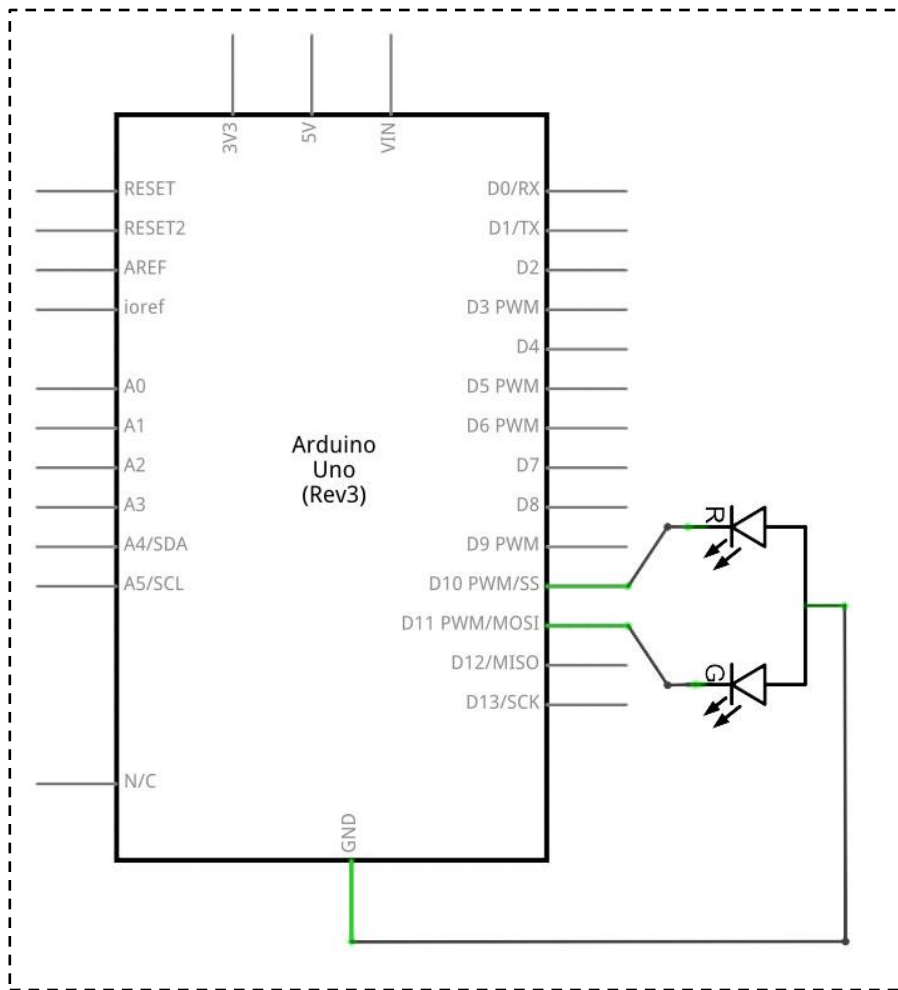 3V3
5V
VIN
RESET
RESET2
AREF
ioref
A0
A1
A2
A3
A4/SDA
A5/SCL
N/C
Arduino
Uno
(Rev3)
D0/RX
D1/TX
D2
D3 PWM
D4
D5 PWM
D6 PWM
D7
D8
D9 PWM
D10 PWM/SS
D11 PWM/MOSI
D12/MISO
D13/SCK
GND
R
G